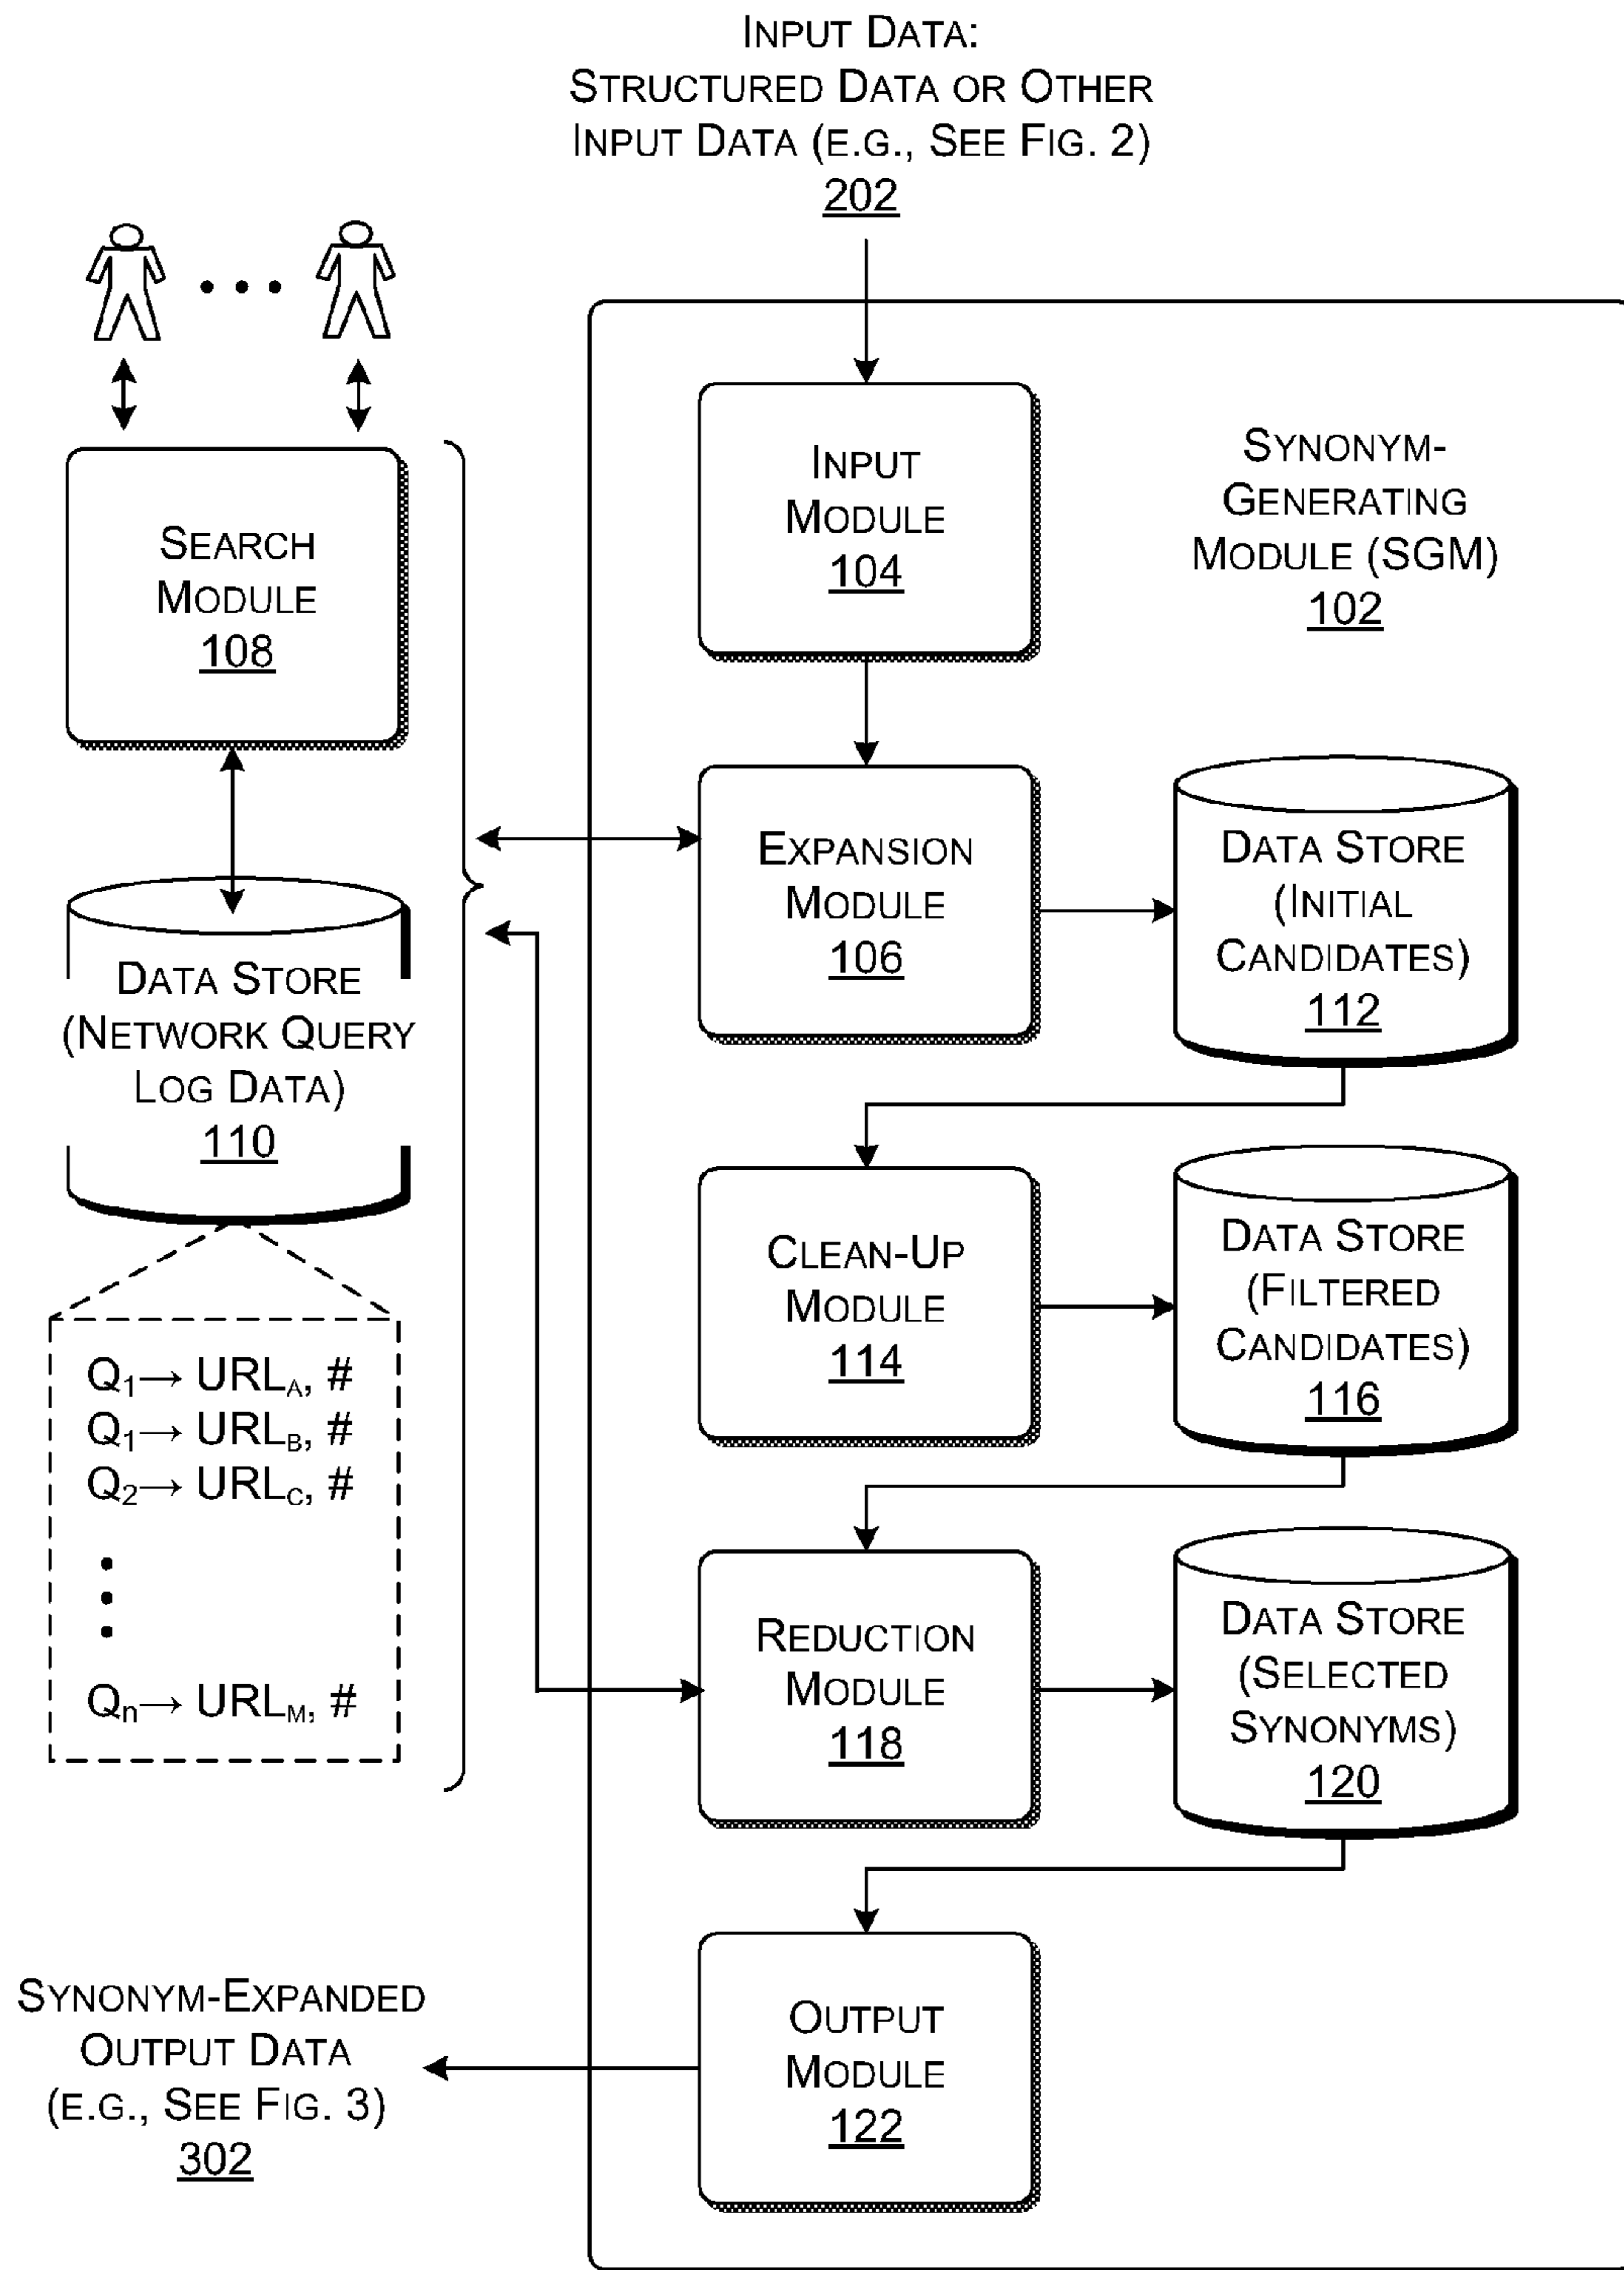 INPUT DATA:
STRUCTURED DATA OR OTHER
INPUT DATA (E.G., SEE FIG. 2)
202
SEARCH
MODULE
108
DATA STORE
(NETWORK QUERY
LOG DATA)
110
Q1→ URLA, #
Q1→ URLB, #
Q2→ URLC, #
Qn→ URLM, #
SYNONYM-EXPANDED
OUTPUT DATA
(E.G., SEE FIG. 3)
302
INPUT
MODULE
104
SYNONYM-
GENERATING
MODULE (SGM)
102
EXPANSION
MODULE
106
DATA STORE
(INITIAL
CANDIDATES)
112
CLEAN-UP
MODULE
114
DATA STORE
(FILTERED
CANDIDATES)
116
REDUCTION
MODULE
118
DATA STORE
(SELECTED
SYNONYMS)
120
OUTPUT
MODULE
122